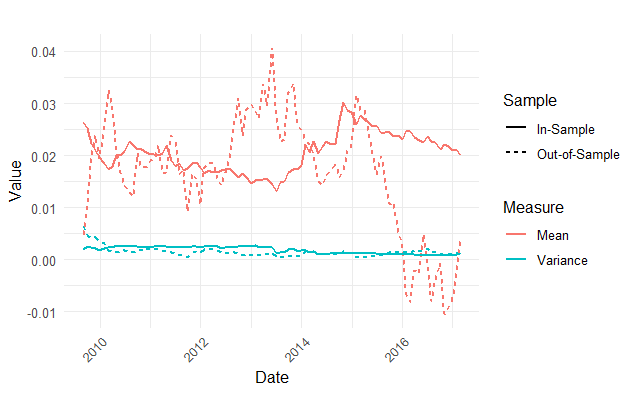 0.04
0.03
0.02
0.01
0.00
-0.01
Value
2010
2012
2014
2016
Date
Sample
In-Sample
Out-of-Sample
Measure
Mean
Variance